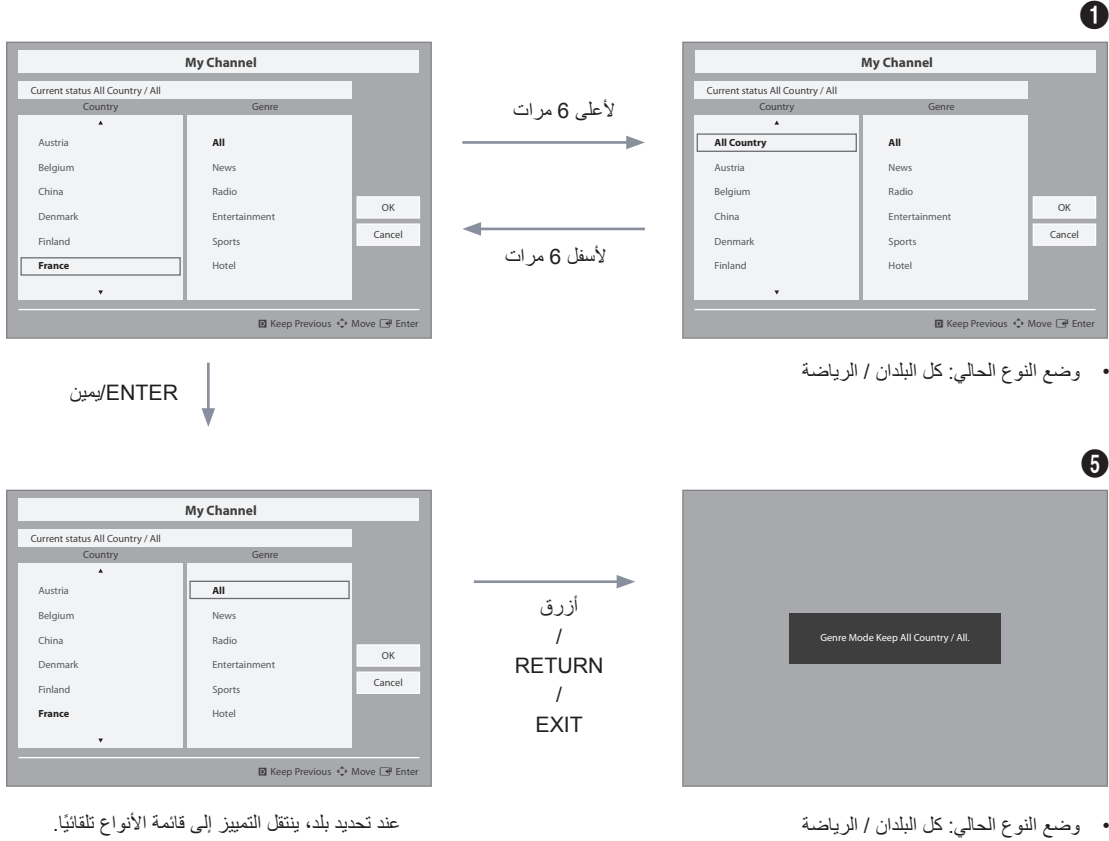 ❶
My Channel
Current status All Country / All
Country Genre
▲
All Country All
Austria News
Belgium Radio
China Entertainment
Denmark Sports
Finland Hotel
▼
OK
Cancel
D Keep Previous Move Enter
• وضع النوع الحالي: كل البلدان / الرياضة
لأعلى 6 مرات
لأسفل 6 مرات
My Channel
Current status All Country / All
Country Genre
▲
Austria All
Belgium News
China Radio
Denmark Entertainment
Finland Sports
France Hotel
▼
OK
Cancel
D Keep Previous Move Enter
ENTER/يمين
My Channel
Current status All Country / All
Country Genre
▲
Austria All
Belgium News
China Radio
Denmark Entertainment
Finland Sports
France Hotel
▼
OK
Cancel
D Keep Previous Move Enter
عند تحديد بلد، ينتقل التمييز إلى قائمة الأنواع تلقائيًا.
أزرق
/
RETURN
/
EXIT
❺
Genre Mode Keep All Country / All.
• وضع النوع الحالي: كل البلدان / الرياضة